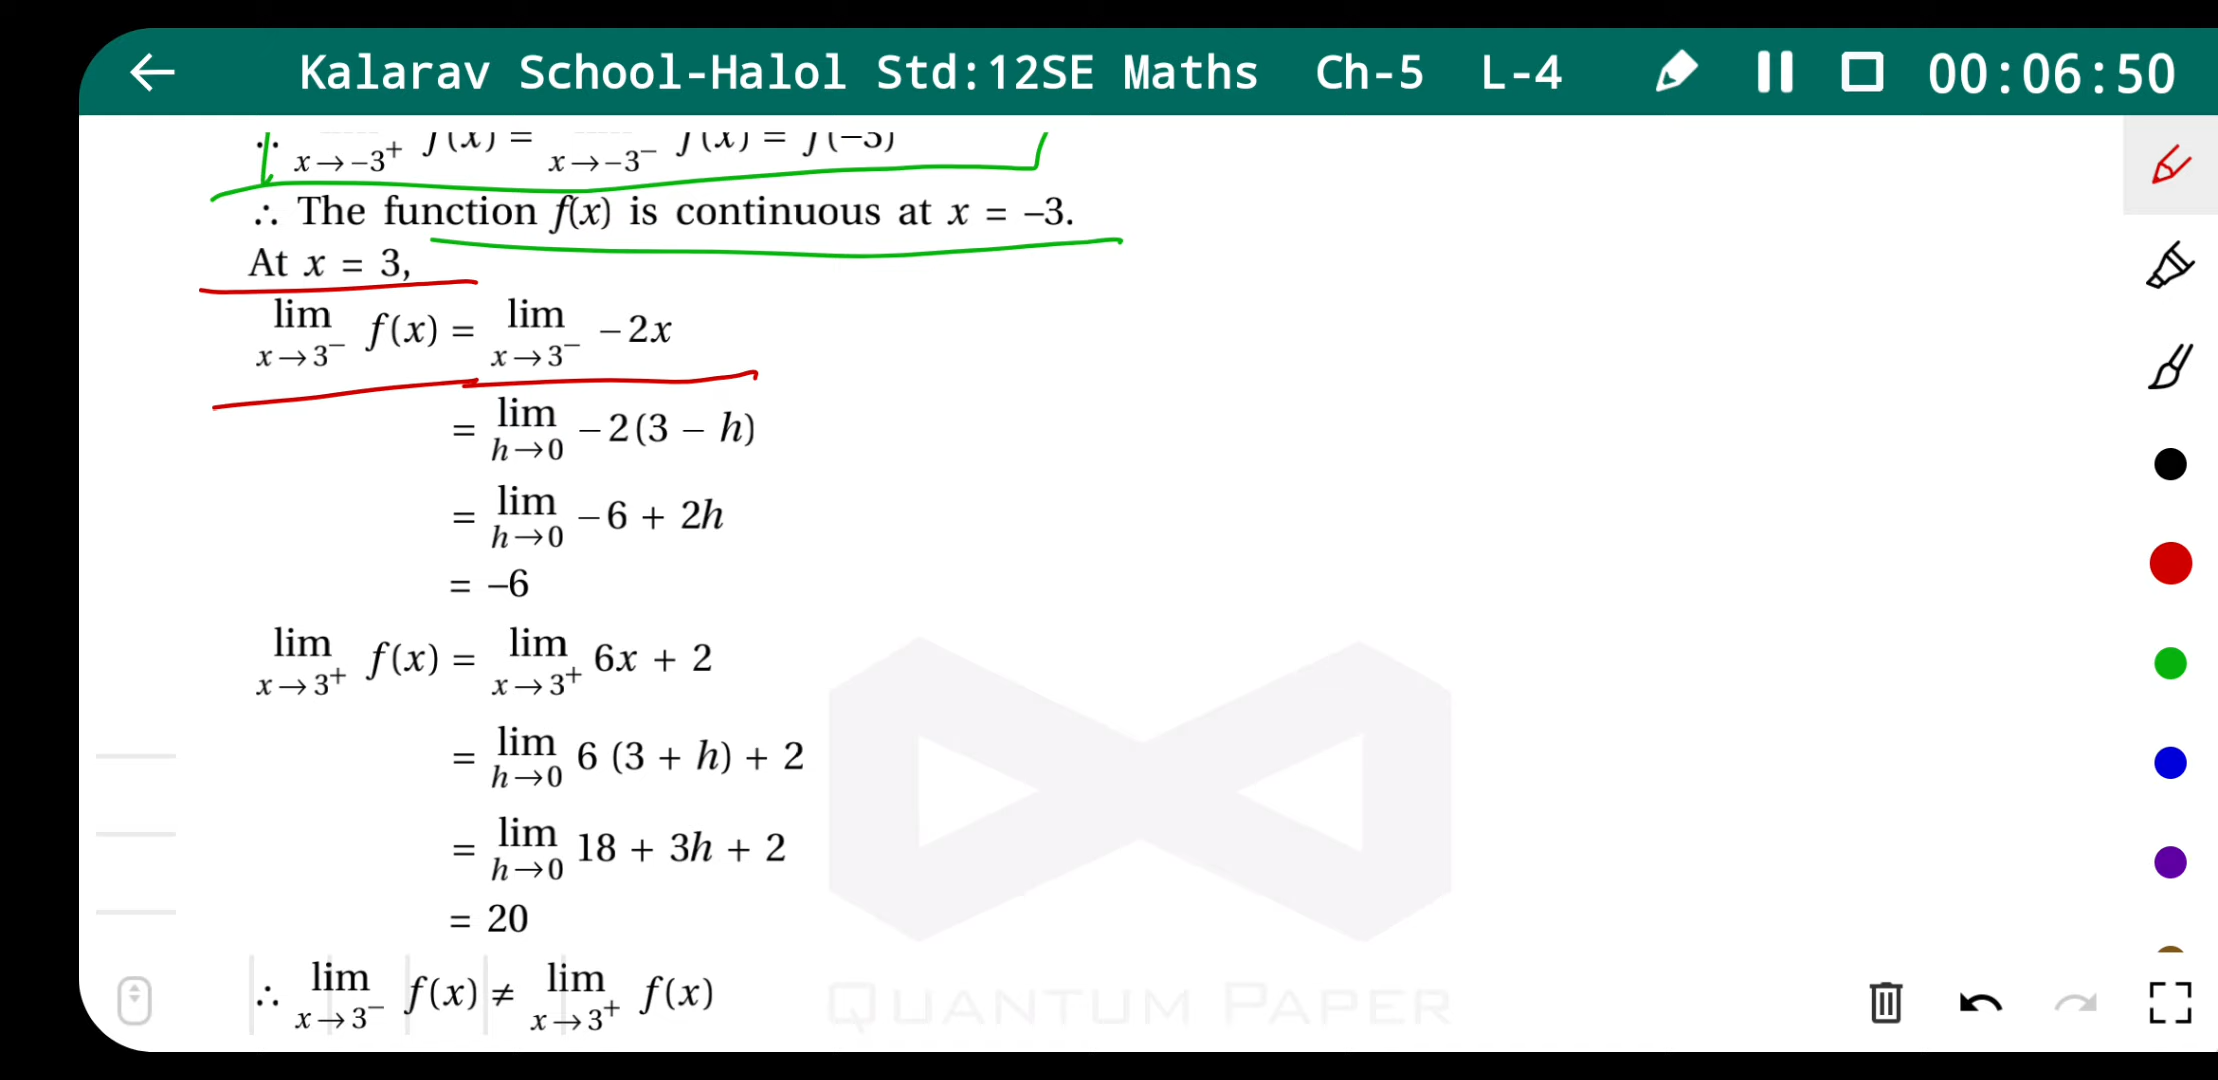 Kalarav School-Halol Std:12SE Maths Ch-5 L-4 00:06:50
∴ x→−3⁺ f(x) = x→−3⁻ f(x) = f(−3)
∴ The function f(x) is continuous at x = –3.
At x = 3,
lim x→3⁻ f(x) = lim x→3⁻ −2x
= lim h→0 −2(3 − h)
= lim h→0 −6 + 2h
= –6
lim x→3⁺ f(x) = lim x→3⁺ 6x + 2
= lim h→0 6 (3 + h) + 2
= lim h→0 18 + 3h + 2
= 20
∴ lim x→3⁻ f(x) ≠ lim x→3⁺ f(x)
QUANTUM PAPER